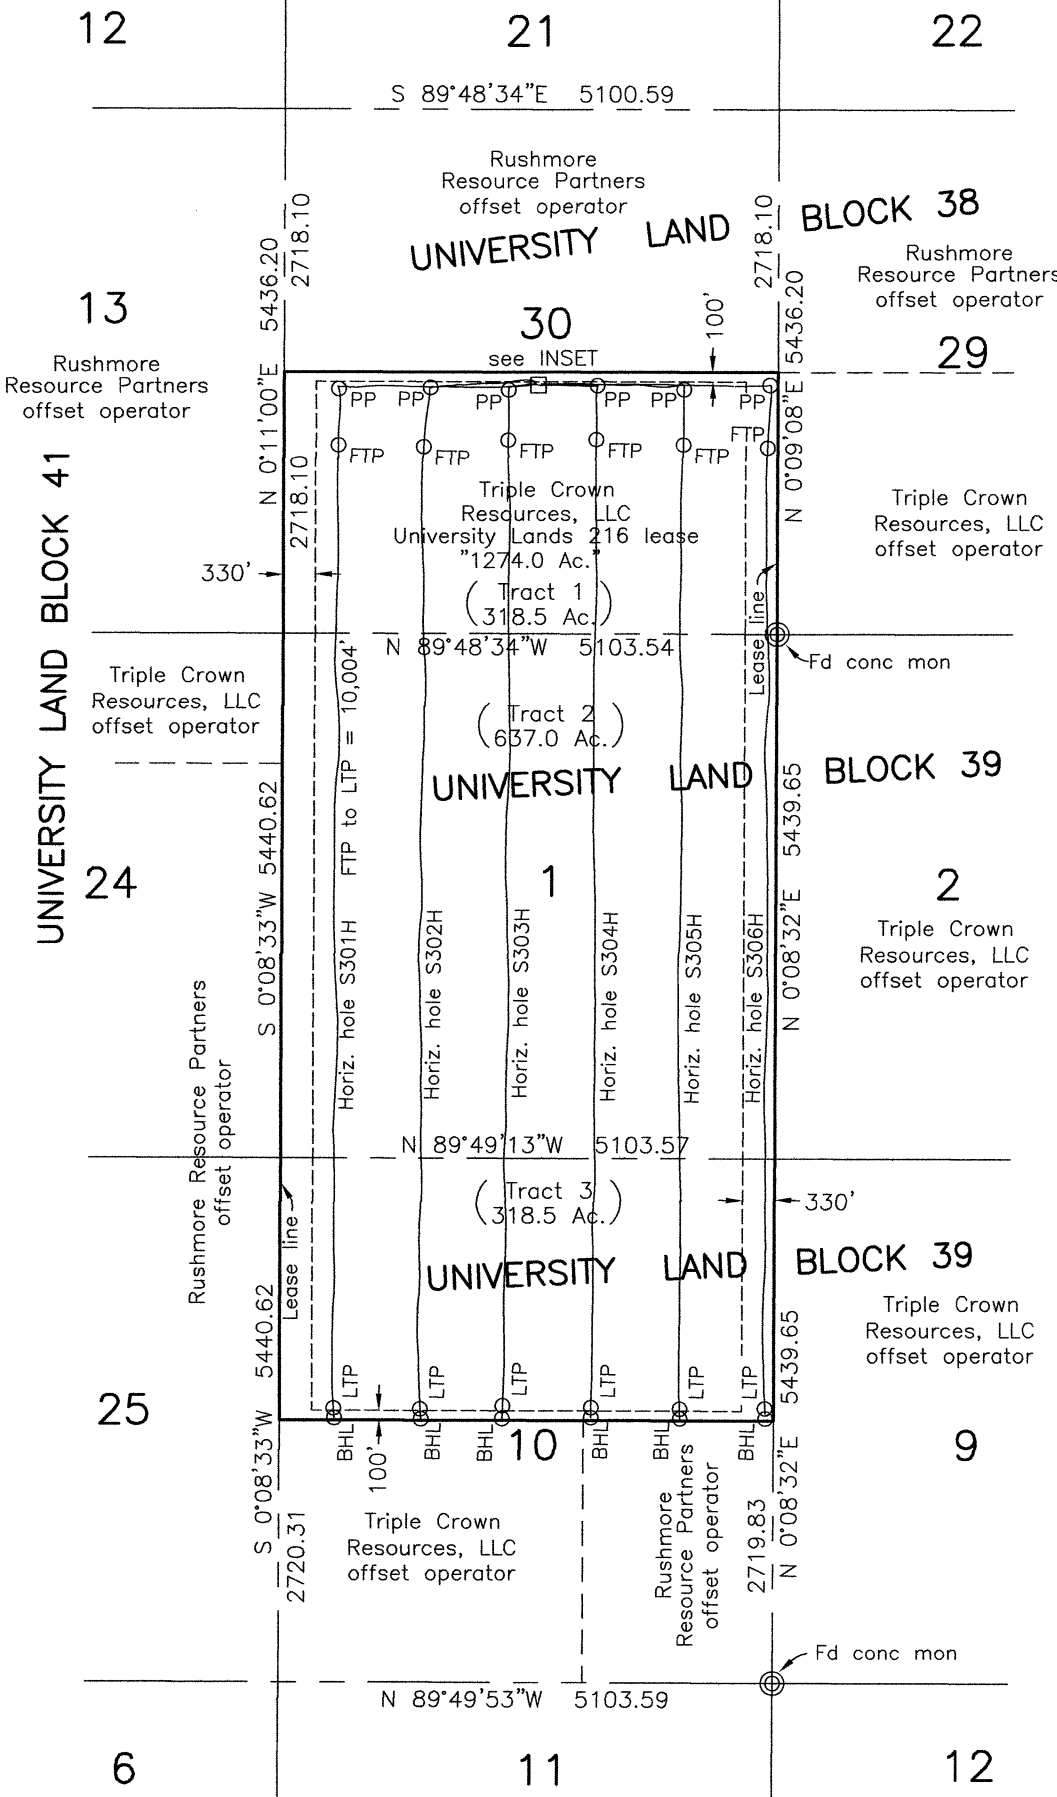 12
21
22
S 89°48'34"E 5100.59
Rushmore
Resource Partners
offset operator
UNIVERSITY LAND BLOCK 38
5436.20
2718.10
2718.10
5436.20
Rushmore
Resource Partners
offset operator
13
30
see INSET
100'
29
Rushmore
Resource Partners
offset operator
N 0°11'00"E
N 0°09'08"E
PP
PP
PP
PP
PP
PP
FTP
FTP
FTP
FTP
FTP
FTP
2718.10
Triple Crown
Resources, LLC
University Lands 216 lease
"1274.0 Ac."
(Tract 1
318.5 Ac.)
Triple Crown
Resources, LLC
offset operator
UNIVERSITY LAND BLOCK 41
330'
Lease line
N 89°48'34"W 5103.54
Fd conc mon
Triple Crown
Resources, LLC
offset operator
FTP to LTP = 10,004'
(Tract 2
637.0 Ac.)
UNIVERSITY LAND BLOCK 39
S 0°08'33"W 5440.62
N 0°08'32"E 5439.65
24
1
2
Triple Crown
Resources, LLC
offset operator
Horiz. hole S301H
Horiz. hole S302H
Horiz. hole S303H
Horiz. hole S304H
Horiz. hole S305H
Horiz. hole S306H
Rushmore Resource Partners
offset operator
N 89°49'13"W 5103.57
(Tract 3
318.5 Ac.)
330'
Lease line
UNIVERSITY LAND BLOCK 39
Triple Crown
Resources, LLC
offset operator
S 0°08'33"W 5440.62
5439.65
N 0°08'32"E
LTP
LTP
LTP
LTP
LTP
LTP
25
BHL
BHL
BHL
BHL
BHL
BHL
100'
10
9
2720.31
Triple Crown
Resources, LLC
offset operator
Rushmore
Resource Partners
offset operator
2719.83
Fd conc mon
N 89°49'53"W 5103.59
6
11
12